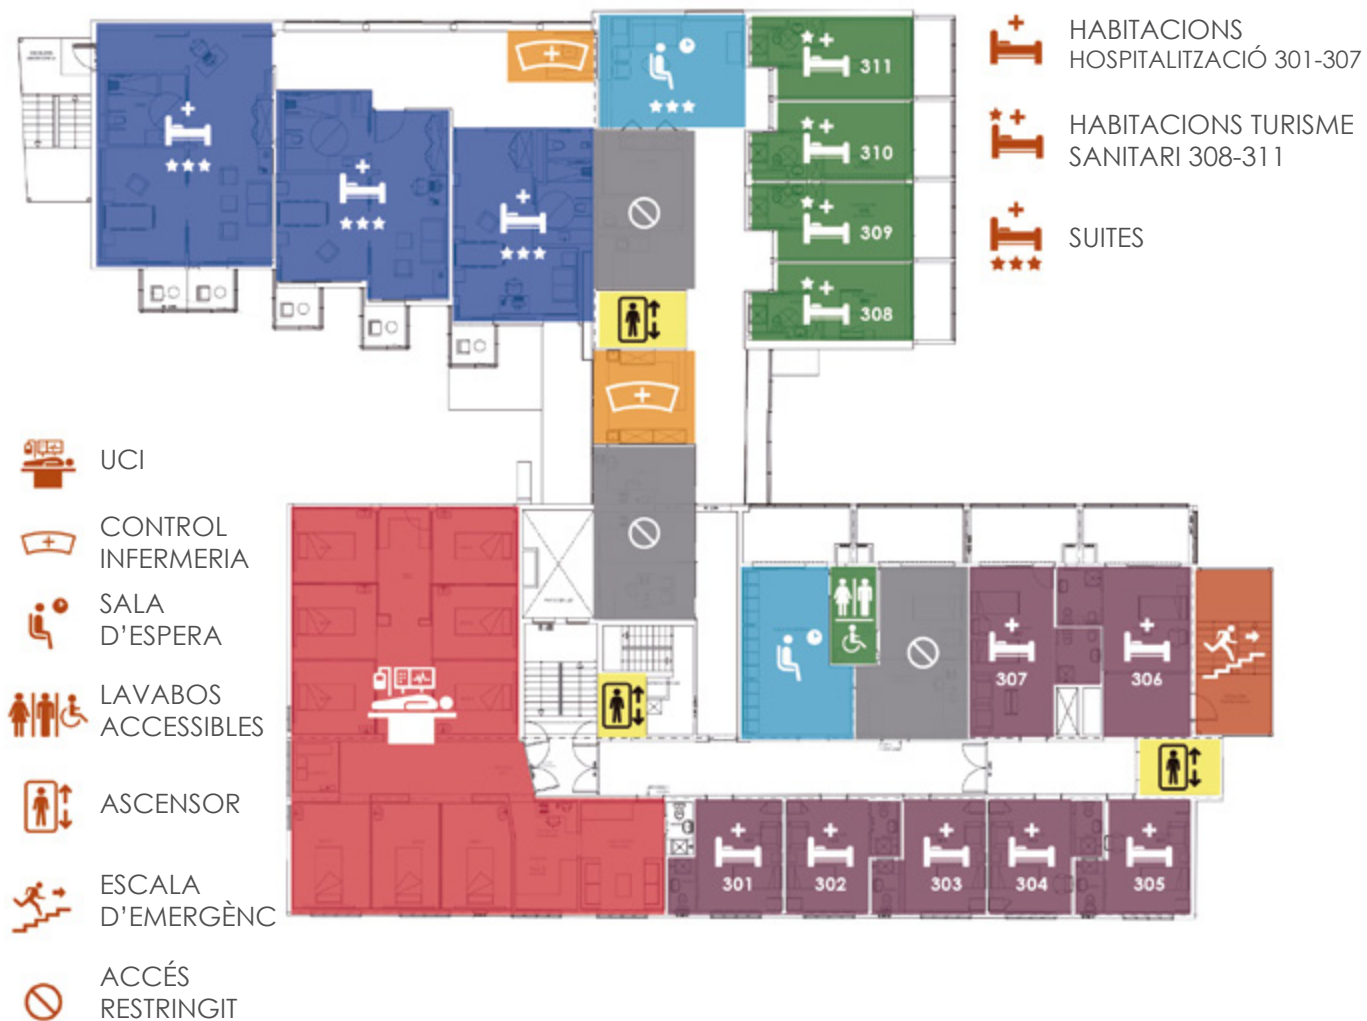 HABITACIONS
HOSPITALITZACIÓ 301-307
HABITACIONS TURISME
SANITARI 308-311
SUITES
311
310
309
308
UCI
CONTROL
INFERMERIA
SALA
D'ESPERA
LAVABOS
ACCESSIBLES
ASCENSOR
ESCALA
D'EMERGÈNC
ACCÉS
RESTRINGIT
307
306
301
302
303
304
305